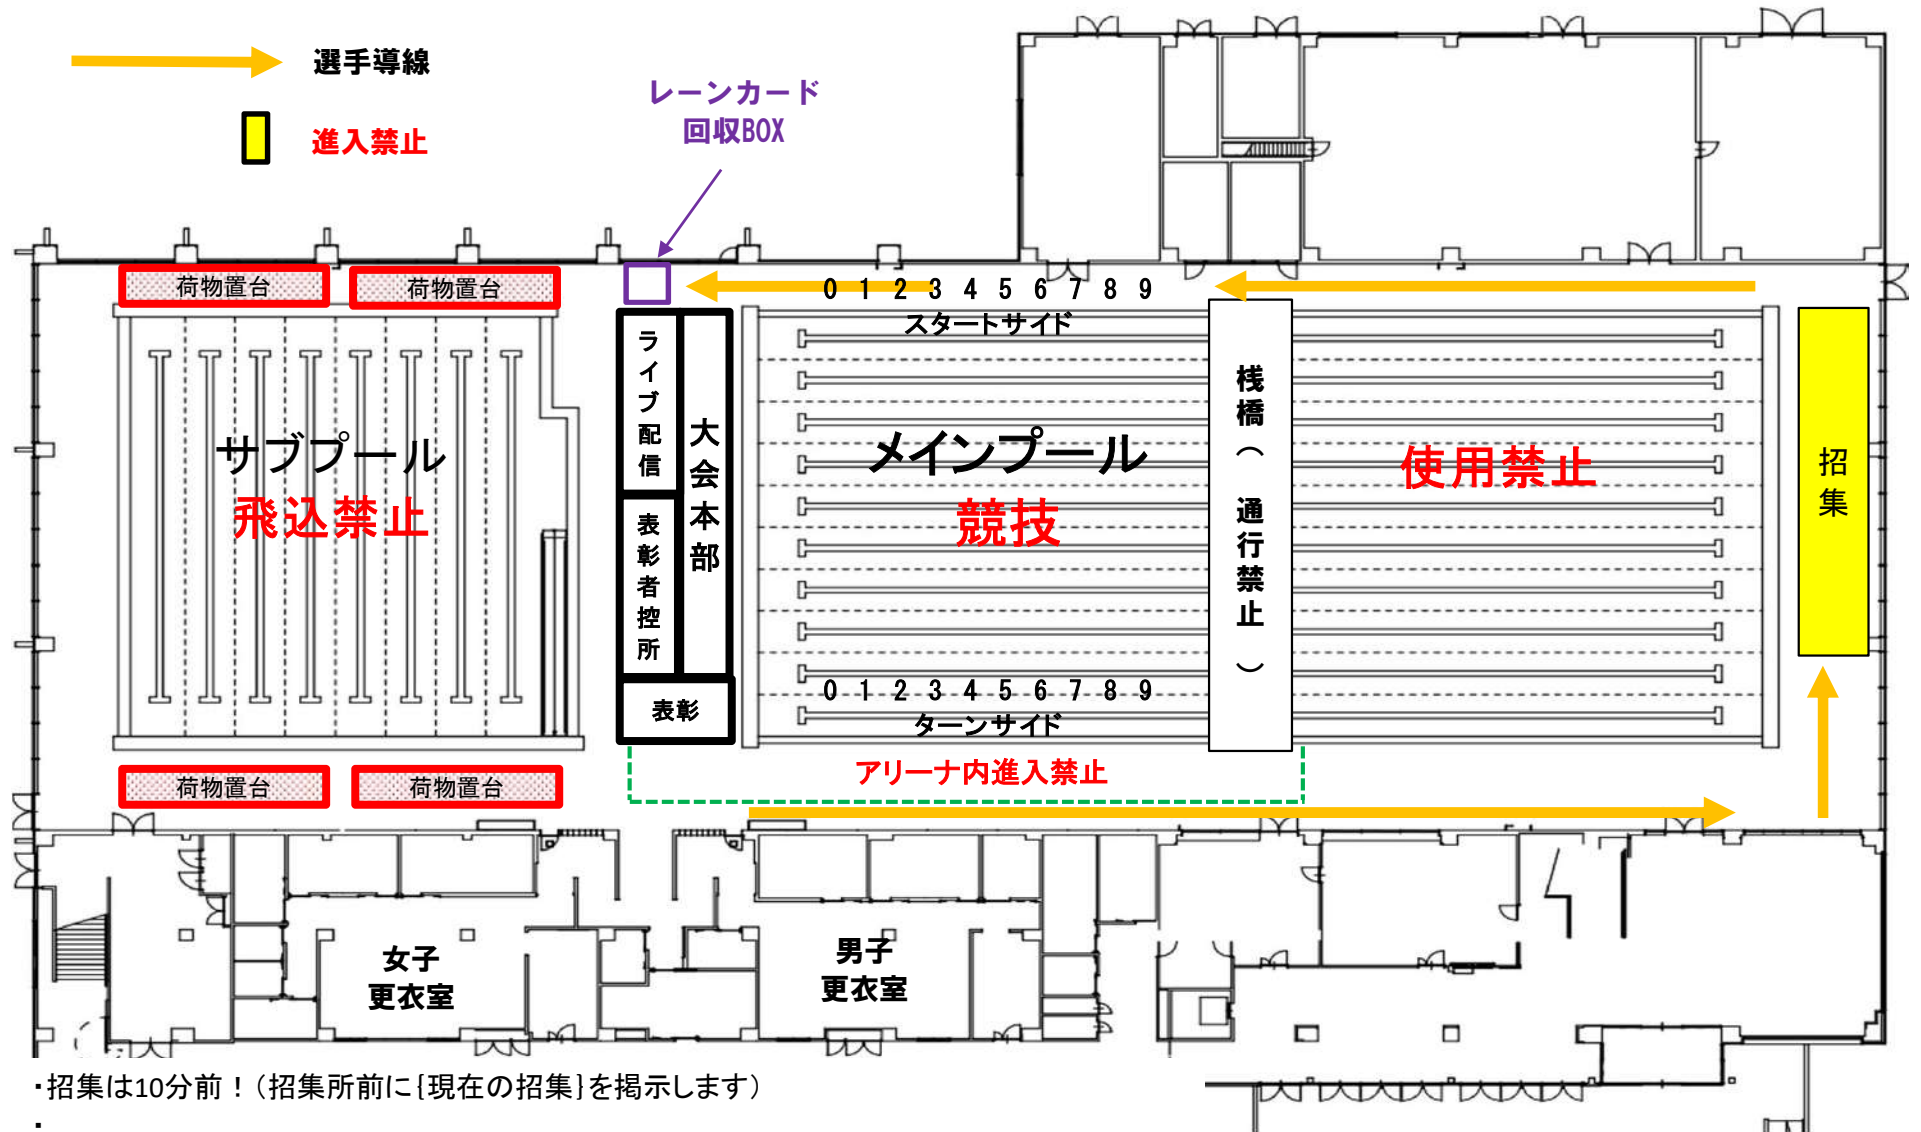 選手導線
進入禁止
レーンカード
回収BOX
荷物置台
荷物置台
0 1 2 3 4 5 6 7 8 9
スタートサイド
サブプール
飛込禁止
ライブ配信
大会本部
表彰者控所
表彰
メインプール
競技
桟橋（ 通行禁止 ）
使用禁止
招集
0 1 2 3 4 5 6 7 8 9
ターンサイド
アリーナ内進入禁止
荷物置台
荷物置台
女子
更衣室
男子
更衣室
・招集は10分前！（招集所前に{現在の招集}を掲示します）
・